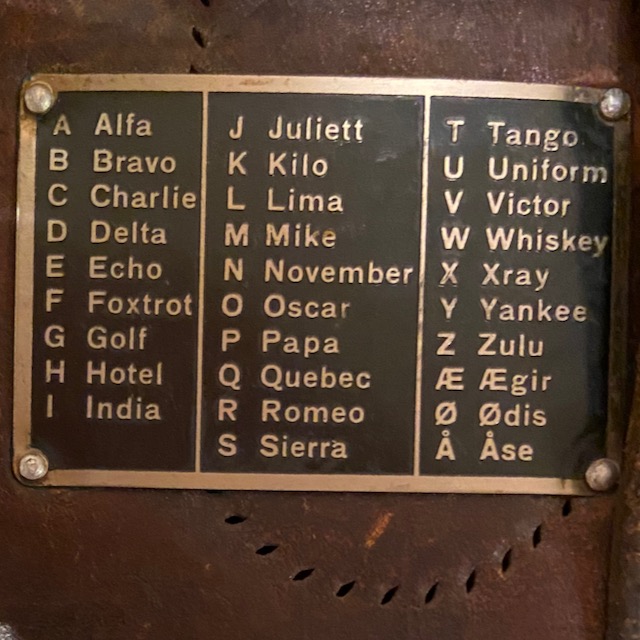 A Alfa
B Bravo
C Charlie
D Delta
E Echo
F Foxtrot
G Golf
H Hotel
I India
J Juliett
K Kilo
L Lima
M Mike
N November
O Oscar
P Papa
Q Quebec
R Romeo
S Sierra
T Tango
U Uniform
V Victor
W Whiskey
X Xray
Y Yankee
Z Zulu
Æ Ægir
Ø Ødis
Å Åse